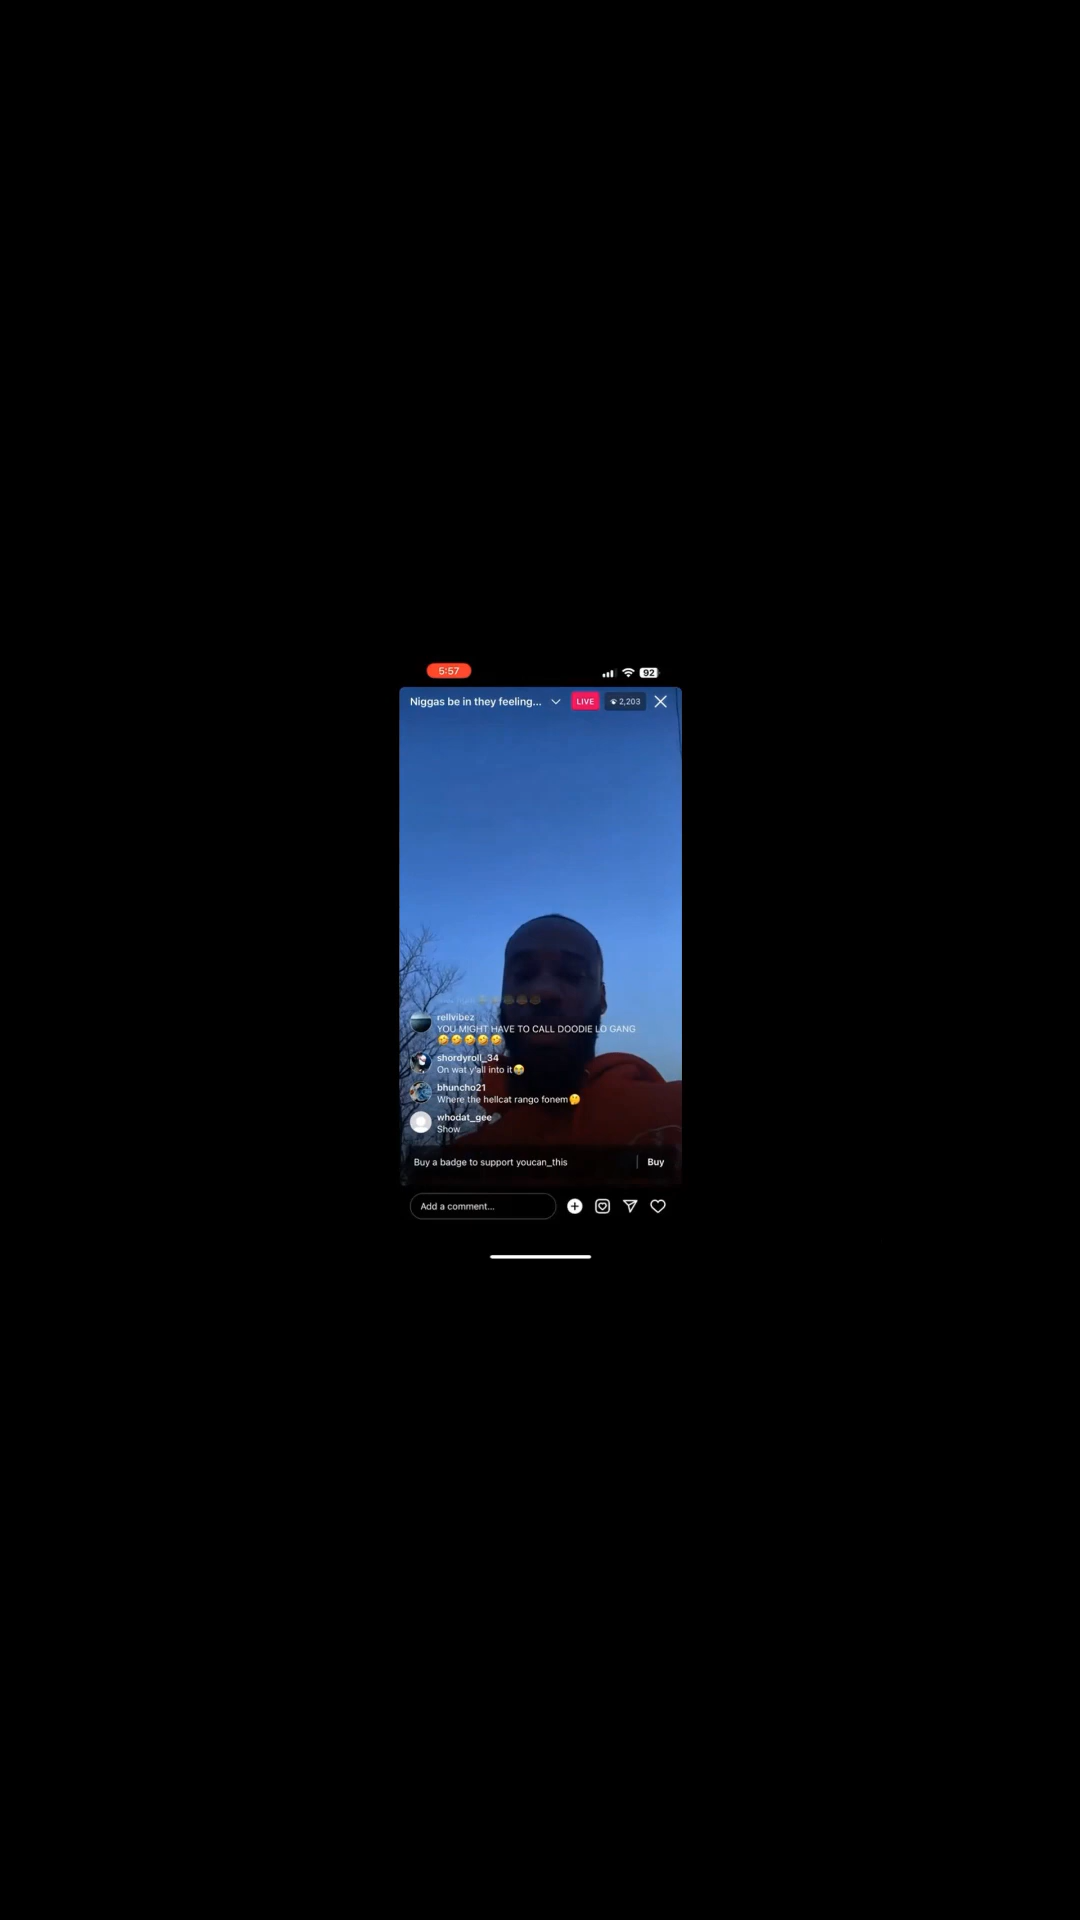 5:57
92
Niggas be in they feeling...
LIVE
2,203
rellvibez
YOU MIGHT HAVE TO CALL DOODIE LO GANG
🤣🤣🤣🤣🤣
shordyroll_34
On wat y'all into it😭
bhuncho21
Where the hellcat rango fonem🤔
whodat_gee
Show
Buy a badge to support youcan_this
Buy
Add a comment...